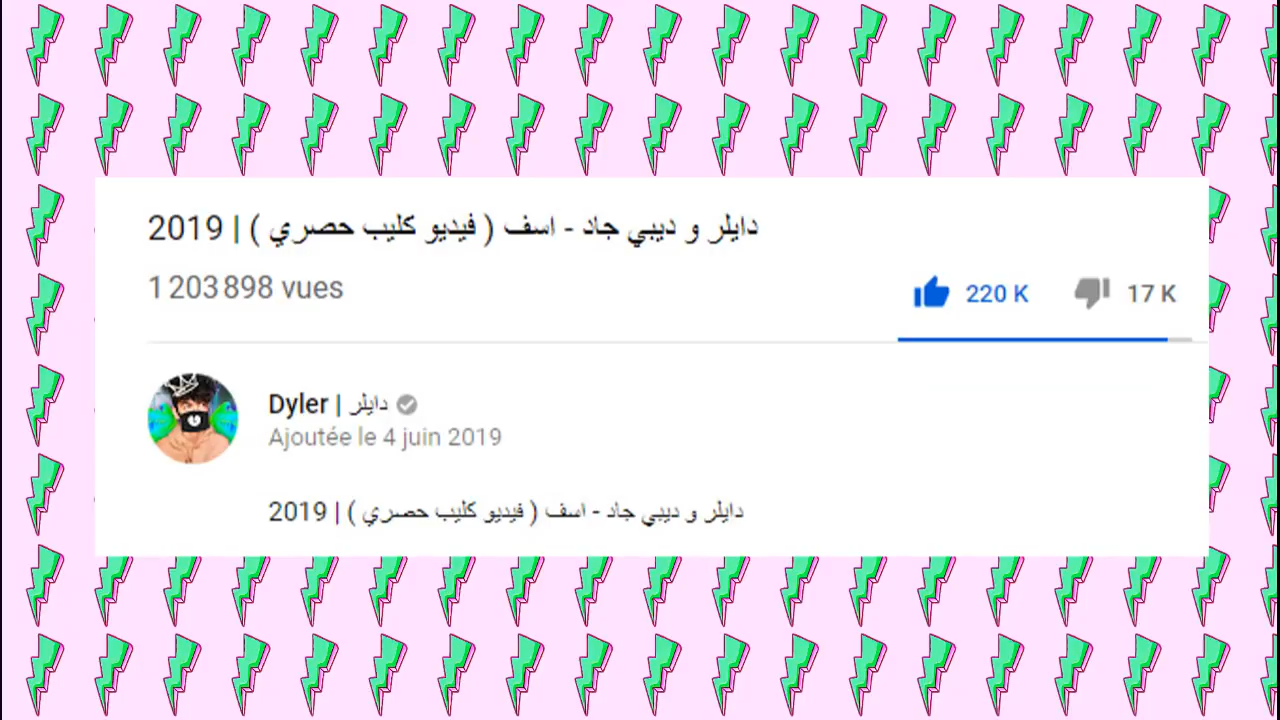 دايلر و ديبي جاد - اسف ( فيديو كليب حصري ) | 2019
1 203 898 vues
220 K
17 K
Dyler | دايلر
Ajoutée le 4 juin 2019
دايلر و ديبي جاد - اسف ( فيديو كليب حصري ) | 2019